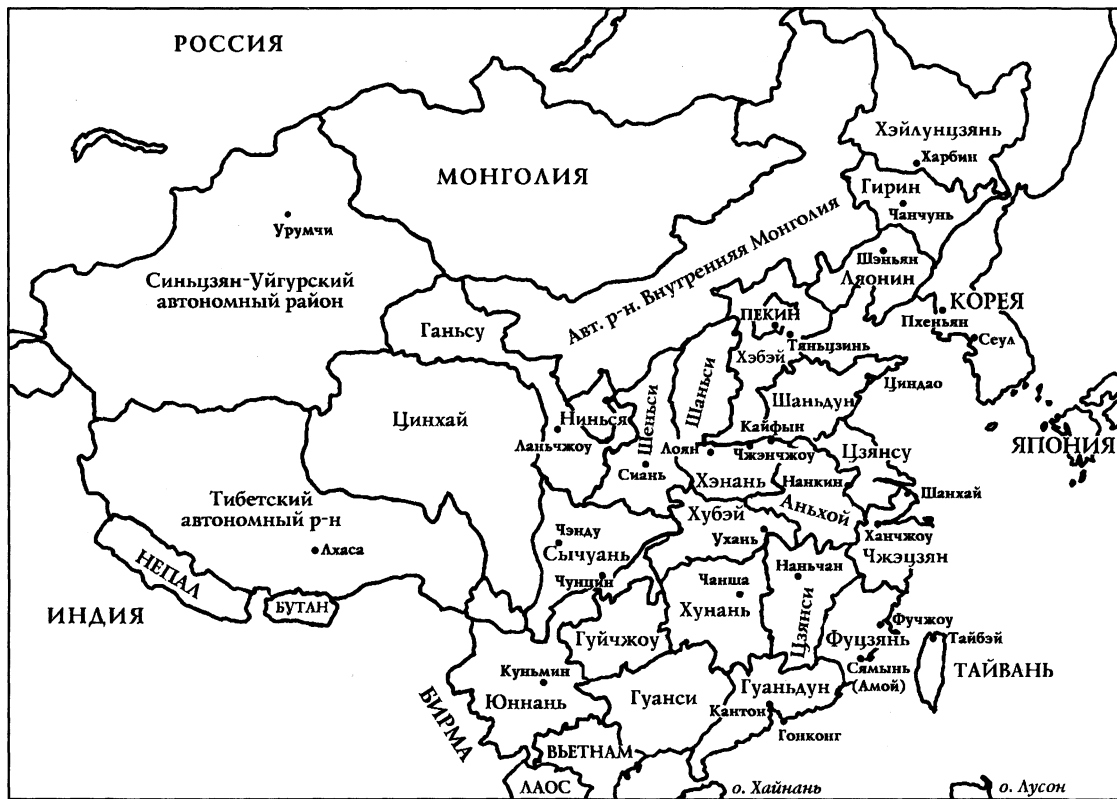 РОССИЯ
Хэйлунцзянь
Харбин
МОНГОЛИЯ
Гирин
Чанчунь
Урумчи
Шэньян
Ляонин
Синьцзян-Уйгурский
автономный район
Авт. р-н. Внутренняя Монголия
Ганьсу
ПЕКИН
КОРЕЯ
Пхеньян
Сеул
Тяньцзинь
Хэбэй
Шаньси
Шеньси
Циндао
Шаньдун
Цинхай
Нинься
Ланьчжоу
Кайфын
Лоян
Чжэнчжоу
Цзянсу
ЯПОНИЯ
Сиань
Хэнань
Нанкин
Шанхай
Тибетский
автономный р-н
Лхаса
Аньхой
Хубэй
Ухань
Ханчжоу
Чжэцзян
Чэнду
Сычуань
Чунцин
НЕПАЛ
БУТАН
ИНДИЯ
Чанша
Хунань
Наньчан
Цзянси
Гуйчжоу
Фучжоу
Фуцзянь
Тайбэй
Сямынь
(Амой)
ТАЙВАНЬ
Куньмин
Юннань
Гуанси
Гуаньдун
Кантон
Гонконг
БИРМА
ВЬЕТНАМ
ЛАОС
о. Хайнань
о. Лусон